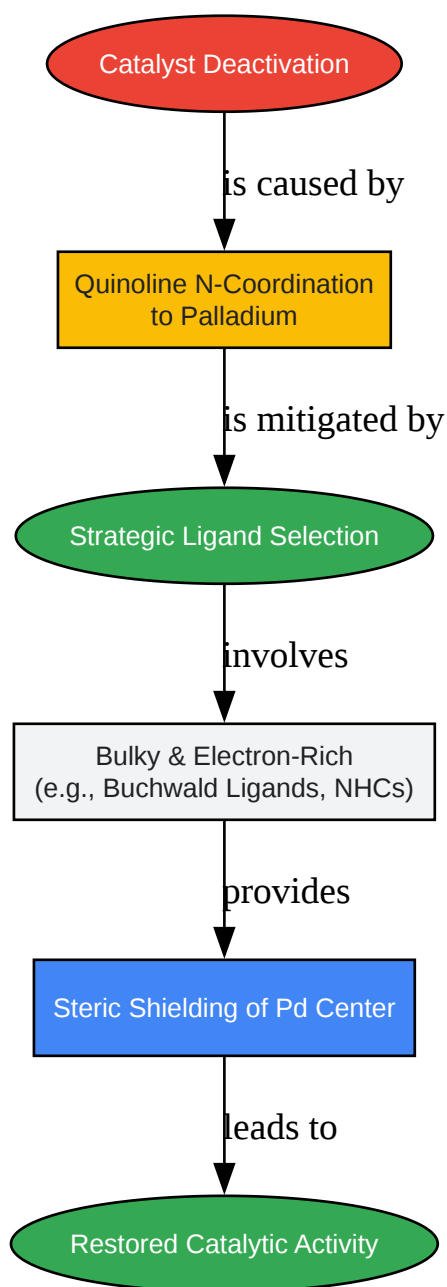 Catalyst Deactivation
is caused by
Quinoline N-Coordination
to Palladium
is mitigated by
Strategic Ligand Selection
involves
Bulky & Electron-Rich
(e.g., Buchwald Ligands, NHCs)
provides
Steric Shielding of Pd Center
leads to
Restored Catalytic Activity